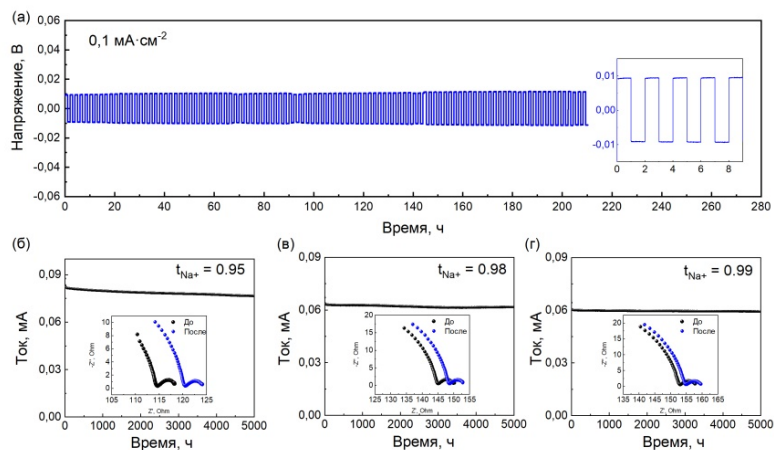 (а)
0,1 мА·см-2
Напряжение, В
0,06
0,04
0,02
0,00
-0,02
-0,04
-0,06
0 20 40 60 80 100 120 140 160 180 200 220 240 260 280
Время, ч
0,01
0,00
-0,01
0 2 4 6 8
(б)
tNa+ = 0.95
Ток, мА
0,09
0,06
0,03
0,00
0 1000 2000 3000 4000 5000
Время, ч
До
После
-Z'', Ohm
10
8
6
4
2
0
105 110 115 120 125
Z', Ohm
(в)
tNa+ = 0.98
Ток, мА
0,09
0,06
0,03
0,00
0 1000 2000 3000 4000 5000
Время, ч
До
После
-Z'', Ohm
20
15
10
5
0
125 130 135 140 145 150 155 160
Z', Ohm
(г)
tNa+ = 0.99
Ток, мА
0,09
0,06
0,03
0,00
0 1000 2000 3000 4000 5000
Время, ч
До
После
-Z'', Ohm
20
15
10
5
0
135 140 145 150 155 160 165
Z', Ohm